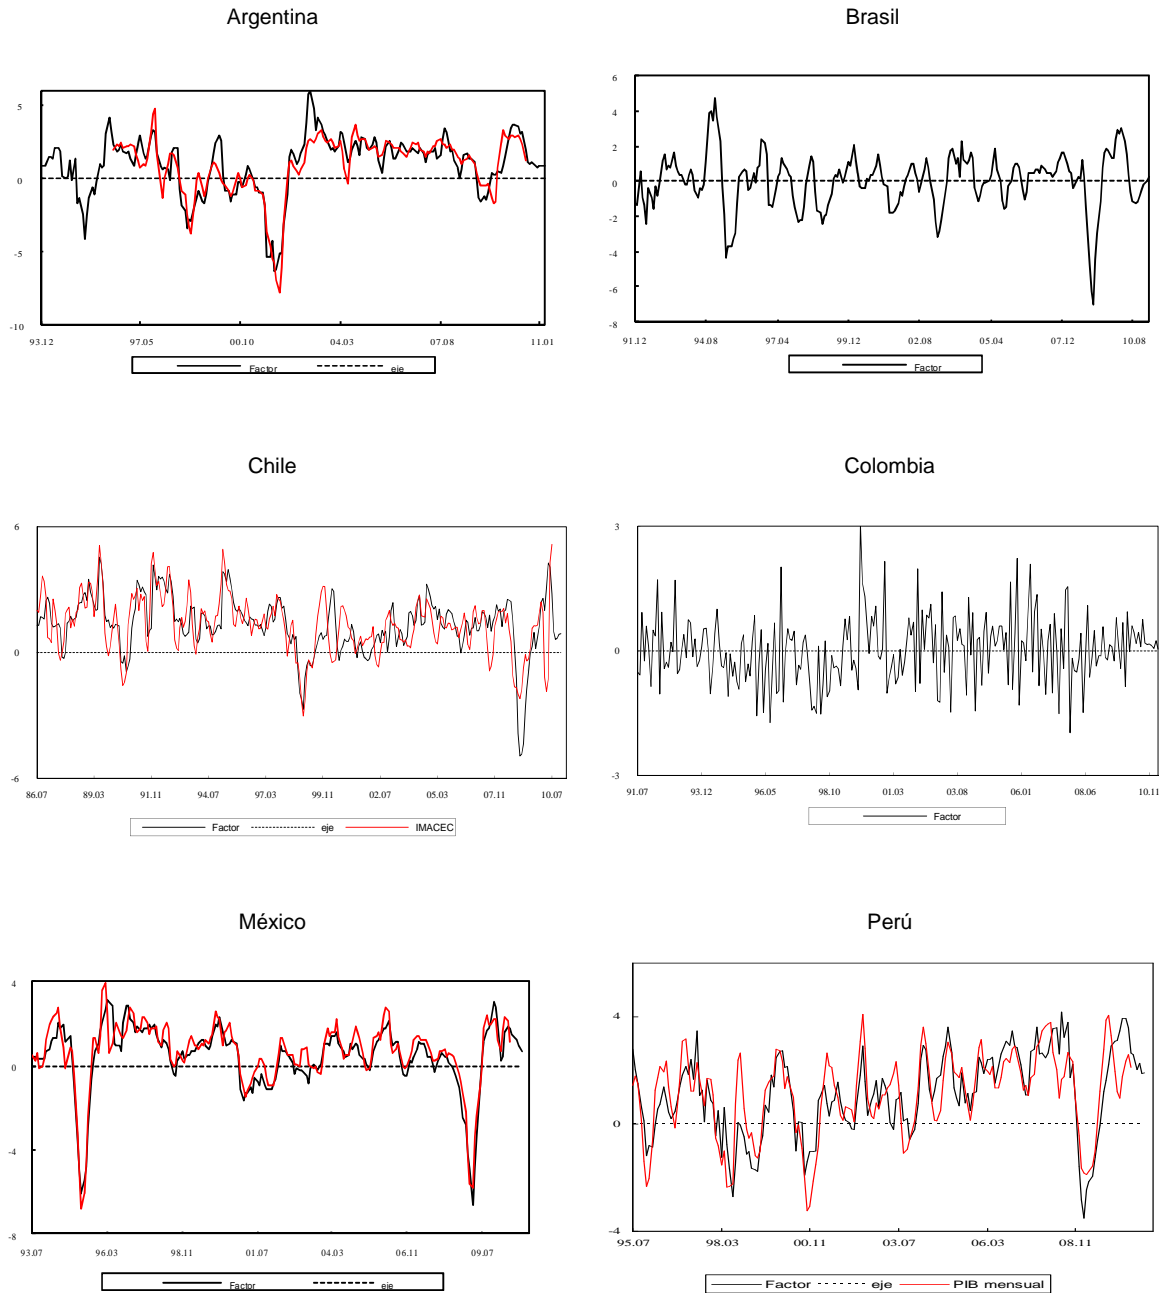 Argentina
Brasil
5
0
-5
-10
93.12 97.05 00.10 04.03 07.08 11.01
Factor eje
6
4
2
0
-2
-4
-6
-8
91.12 94.08 97.04 99.12 02.08 05.04 07.12 10.08
Factor
Chile
Colombia
6
0
-6
86.07 89.03 91.11 94.07 97.03 99.11 02.07 05.03 07.11 10.07
Factor eje IMACEC
3
0
-3
91.07 93.12 96.05 98.10 01.03 03.08 06.01 08.06 10.11
Factor
México
Perú
4
0
-4
-8
93.07 96.03 98.11 01.07 04.03 06.11 09.07
Factor eje
4
0
-4
95.07 98.03 00.11 03.07 06.03 08.11
Factor eje PIB mensual